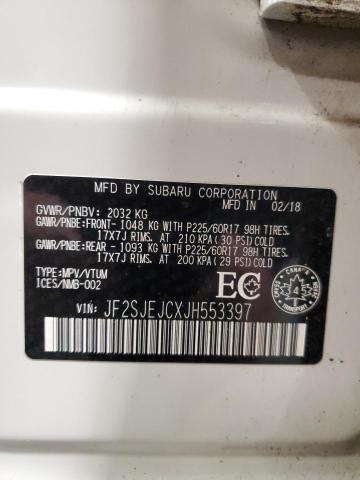 MFD BY SUBARU CORPORATION
02/18
GVWR/PNBV: 2032 KG
GAWR/PNBE: FRONT- 1048 KG WITH P225/60R17 98H TIRES,
17X7J RIMS, AT 210 KPA (30 PSI) COLD
GAWR/PNBE: REAR - 1093 KG WITH P225/60R17 98H TIRES,
17X7J RIMS, AT 200 KPA (29 PSI) COLD
TYPE: MPV/VTUM
ICES/NMB-002
EC
CANADA
TRANSPORT
VIN: JF2SJEJCXJH553397